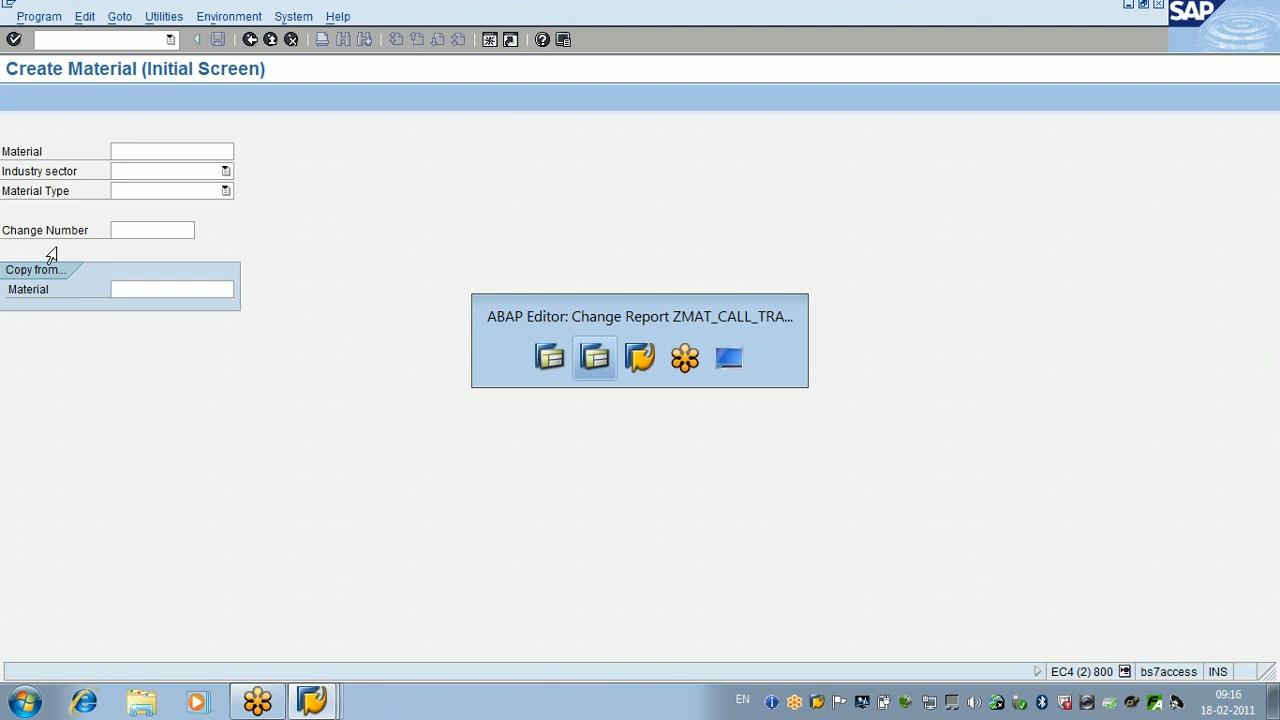 Program Edit Goto Utilities Environment System Help
SAP
Create Material (Initial Screen)
Material
Industry sector
Material Type
Change Number
Copy from...
Material
ABAP Editor: Change Report ZMAT_CALL_TRA...
EC4 (2) 800 bs7access INS
EN
09:16
18-02-2011